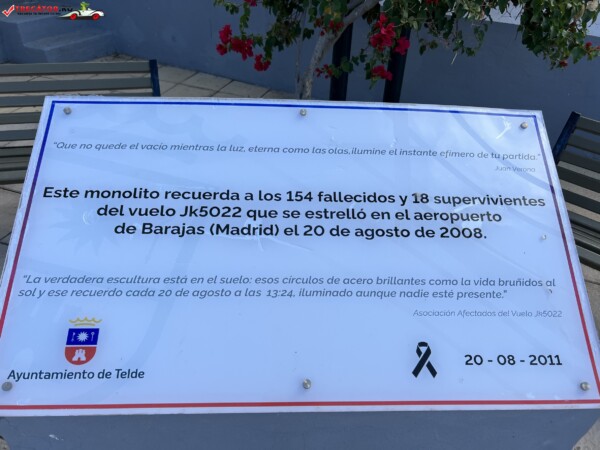 "Que no quede el vacío mientras la luz, eterna como las olas, ilumine el instante efímero de tu partida."
Este monolito recuerda a los 154 fallecidos y 18 supervivientes
del vuelo Jk5022 que se estrelló en el aeropuerto
de Barajas (Madrid) el 20 de agosto de 2008.
"La verdadera escultura está en el suelo: esos círculos de acero brillantes como la vida bruñidos al
sol y ese recuerdo cada 20 de agosto a las 13:24, iluminado aunque nadie esté presente."
Asociación Afectados del Vuelo Jk5022
Ayuntamiento de Telde
20 - 08 - 2011